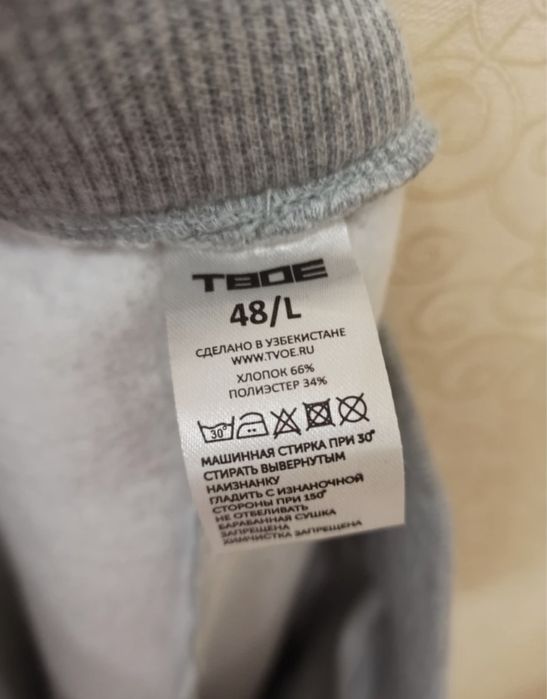 ТВОЕ
48/L
СДЕЛАНО В УЗБЕКИСТАНЕ
WWW.TVOE.RU
ХЛОПОК 66%
ПОЛИЭСТЕР 34%
30°
МАШИННАЯ СТИРКА ПРИ 30°
СТИРАТЬ ВЫВЕРНУТЫМ
НАИЗНАНКУ
ГЛАДИТЬ С ИЗНАНОЧНОЙ
СТОРОНЫ ПРИ 150°
НЕ ОТБЕЛИВАТЬ
БАРАБАННАЯ СУШКА
ЗАПРЕЩЕНА
ХИМЧИСТКА ЗАПРЕЩЕНА